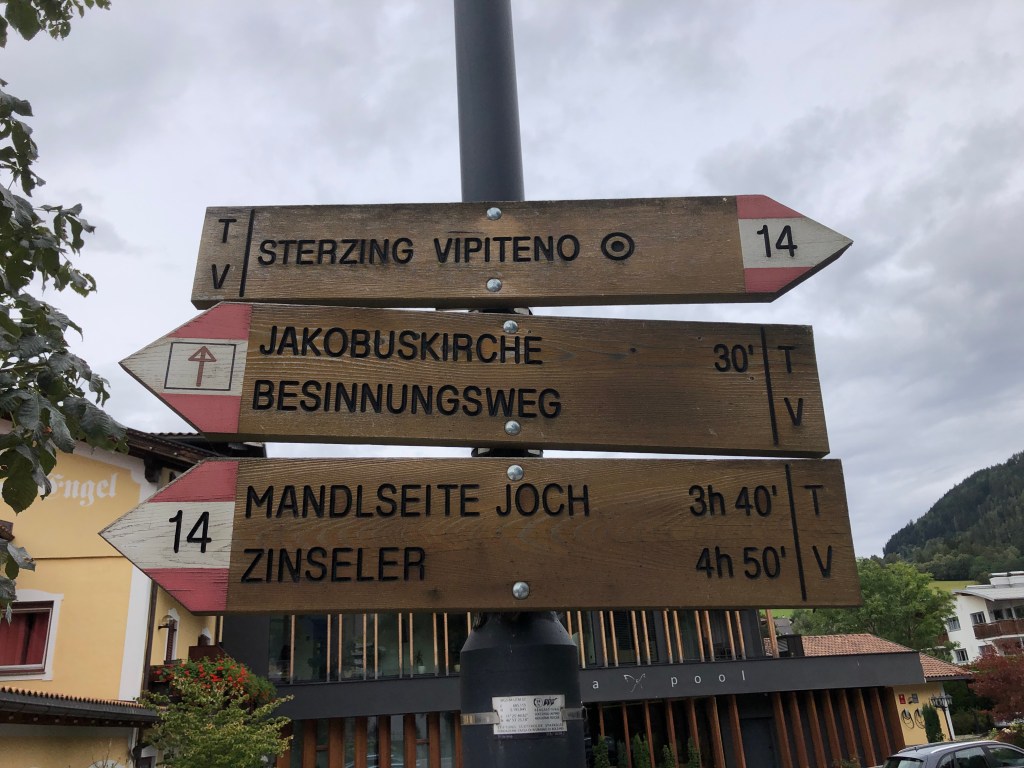 T
V
STERZING VIPITENO
14
JAKOBUSKIRCHE 30' T
BESINNUNGSWEG V
14
MANDLSEITE JOCH 3h 40' T
ZINSELER 4h 50' V
Engel
a pool